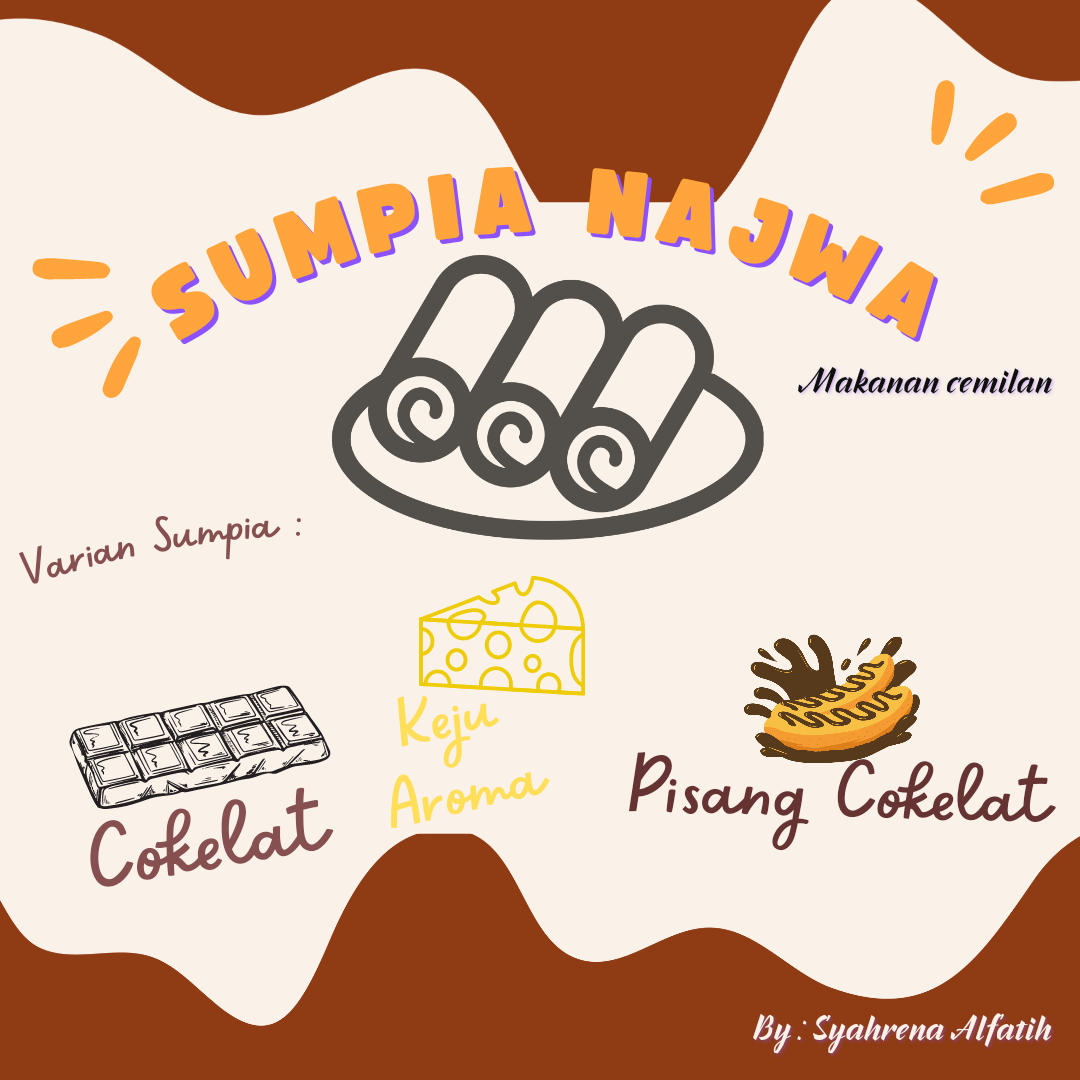 SUMPIA NAJWA
Makanan cemilan
Varian Sumpia :
Cokelat
Keju
Aroma
Pisang Cokelat
By : Syahrena Alfatih